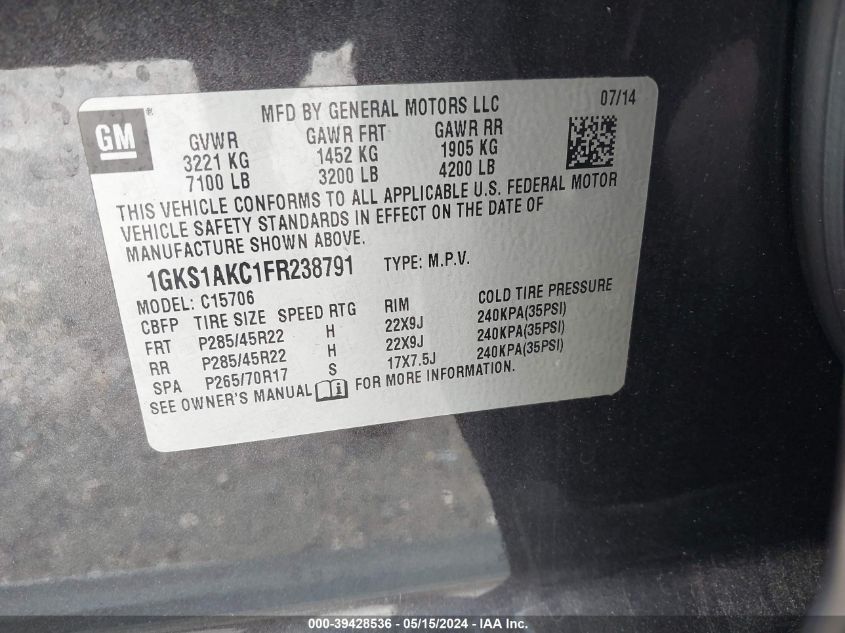 MFD BY GENERAL MOTORS LLC 07/14
GM ®
GVWR GAWR FRT GAWR RR
3221 KG 1452 KG 1905 KG
7100 LB 3200 LB 4200 LB
THIS VEHICLE CONFORMS TO ALL APPLICABLE U.S. FEDERAL MOTOR
VEHICLE SAFETY STANDARDS IN EFFECT ON THE DATE OF
MANUFACTURE SHOWN ABOVE.
1GKS1AKC1FR238791 TYPE: M.P.V.
MODEL: C15706
CBFP TIRE SIZE SPEED RTG RIM COLD TIRE PRESSURE
FRT P285/45R22 H 22X9J 240KPA(35PSI)
RR P285/45R22 H 22X9J 240KPA(35PSI)
SPA P265/70R17 S 17X7.5J 240KPA(35PSI)
SEE OWNER'S MANUAL i FOR MORE INFORMATION.
000-39428536 - 05/15/2024 - IAA Inc.